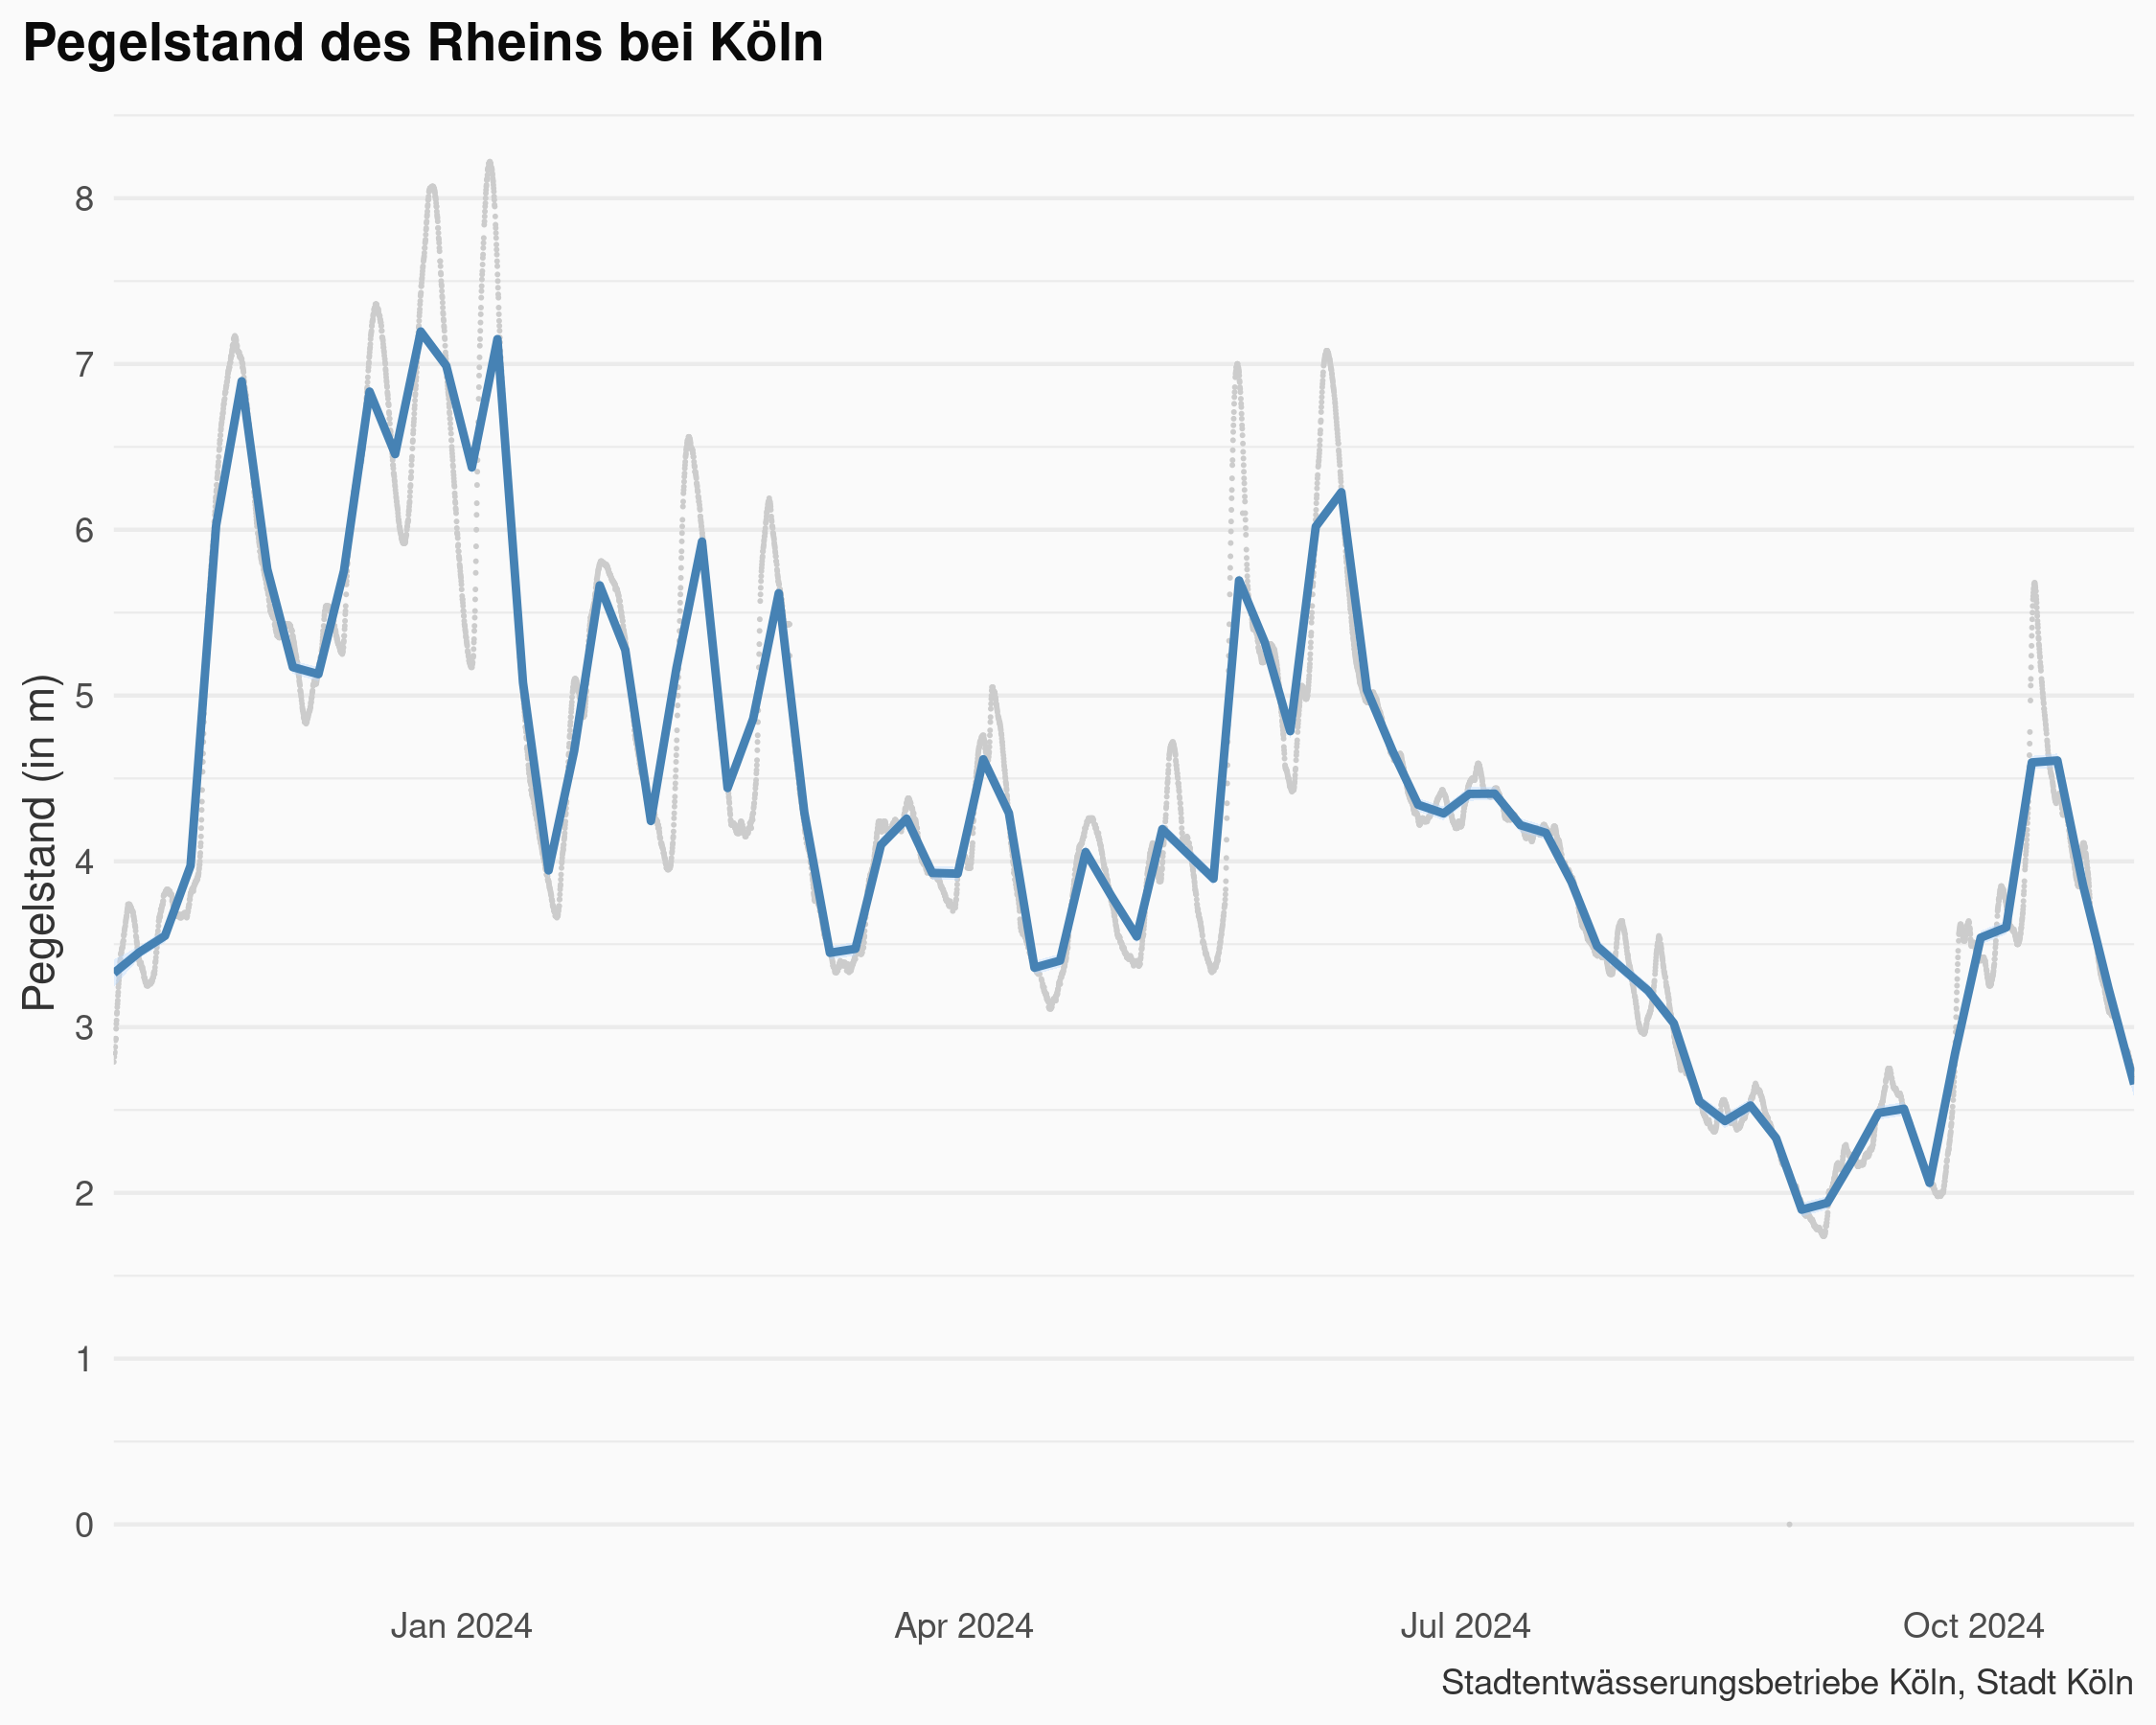 Pegelstand des Rheins bei Köln
Pegelstand (in m)
8
7
6
5
4
3
2
1
0
Jan 2024
Apr 2024
Jul 2024
Oct 2024
Stadtentwässerungsbetriebe Köln, Stadt Köln